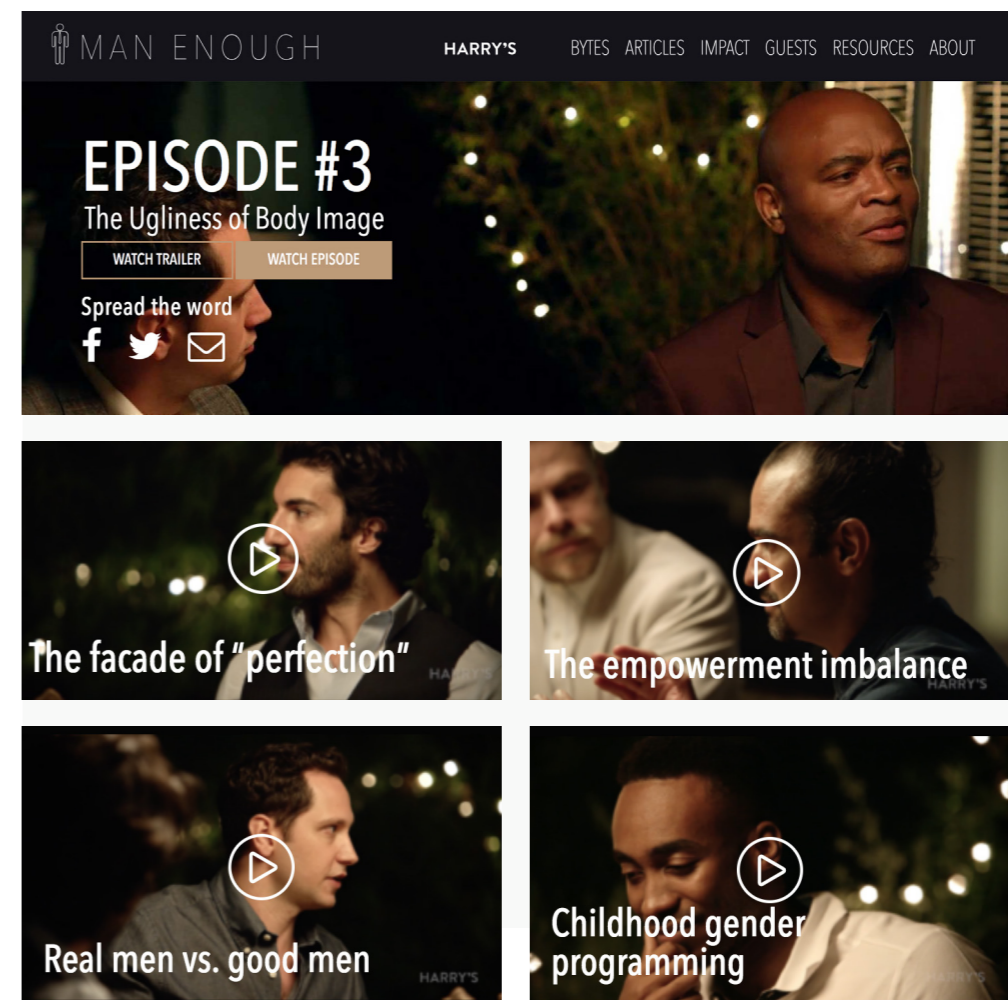 MAN ENOUGH
HARRY'S
BYTES ARTICLES IMPACT GUESTS RESOURCES ABOUT
EPISODE #3
The Ugliness of Body Image
WATCH TRAILER
WATCH EPISODE
Spread the word
The facade of “perfection”
HARRY'S
The empowerment imbalance
HARRY'S
Real men vs. good men
HARRY'S
Childhood gender
programming
HARRY'S